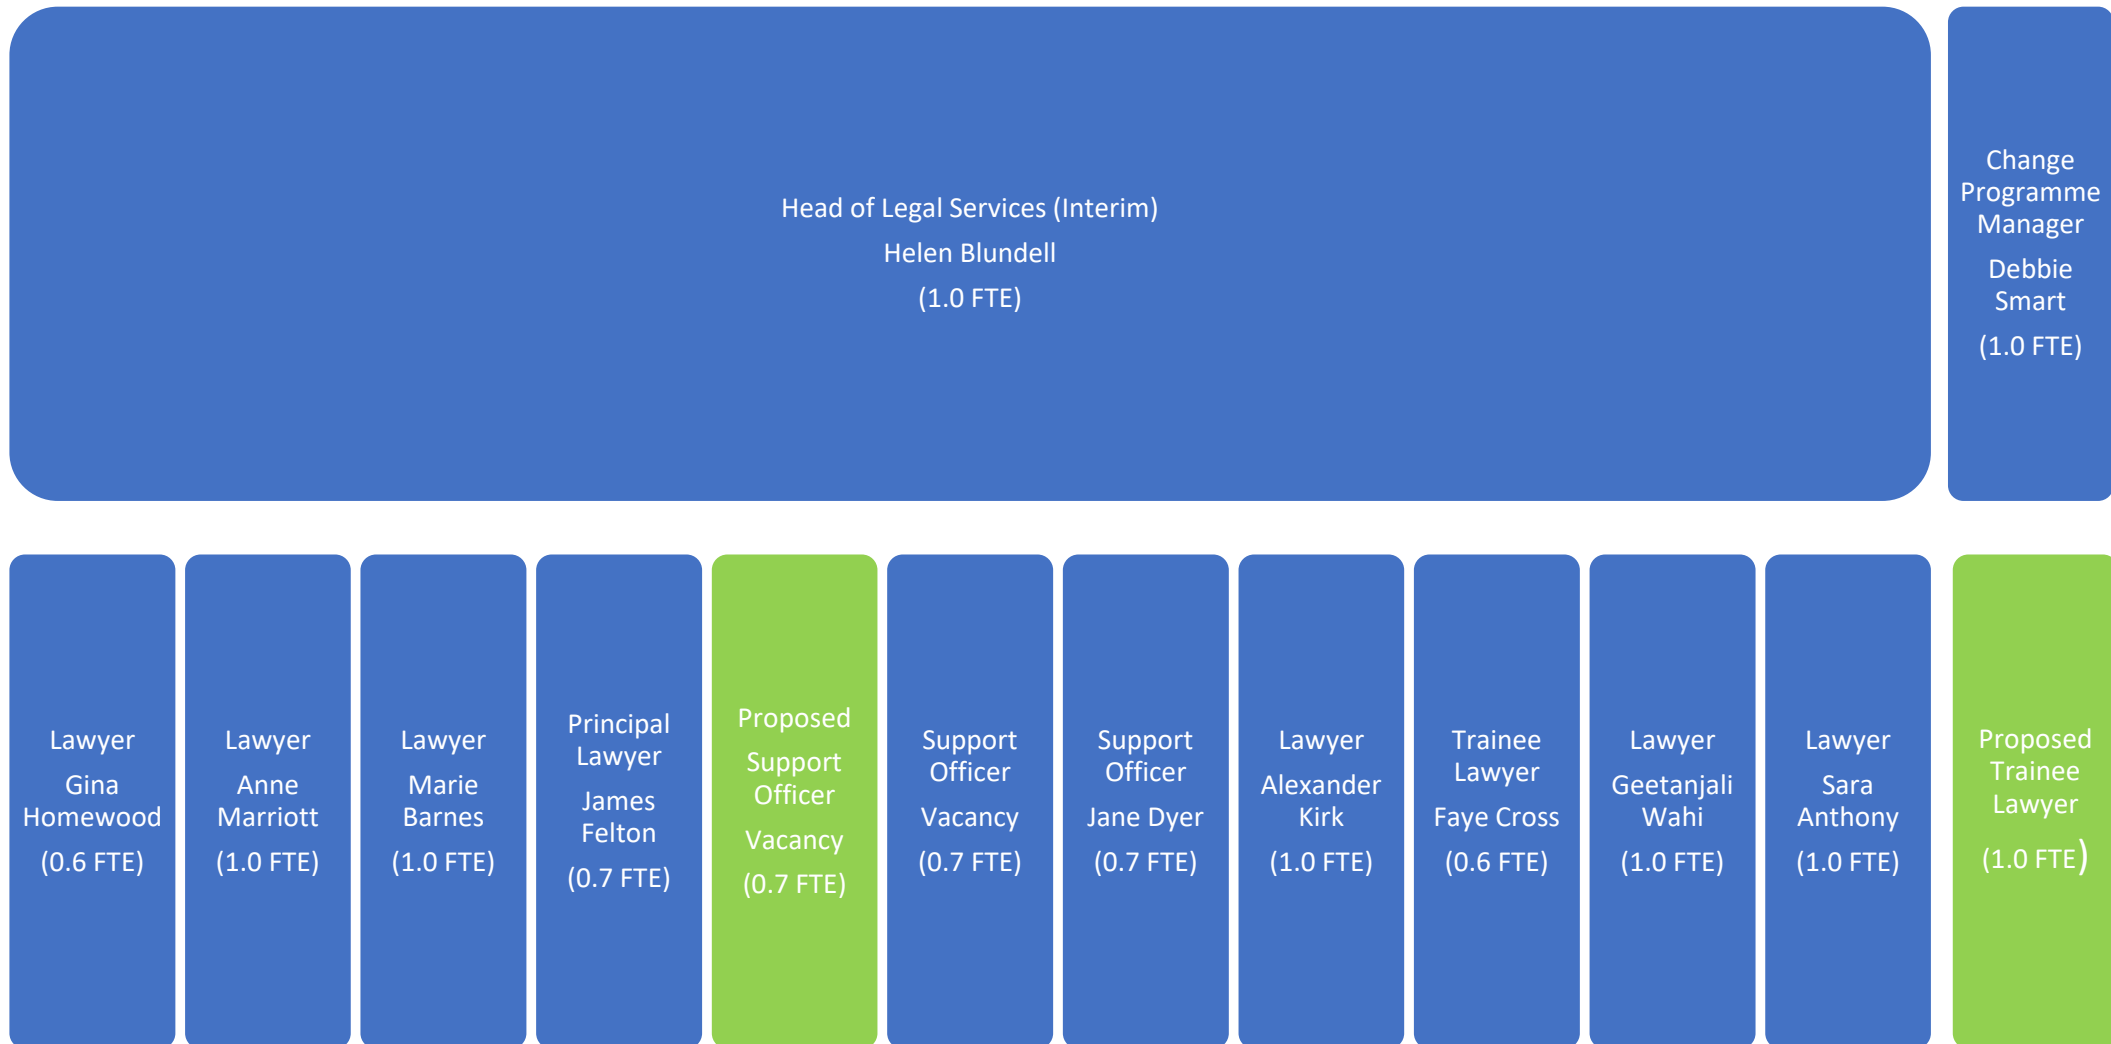 Head of Legal Services (Interim)
Helen Blundell
(1.0 FTE)
Change
Programme
Manager
Debbie
Smart
(1.0 FTE)
Lawyer
Gina
Homewood
(0.6 FTE)
Lawyer
Anne
Marriott
(1.0 FTE)
Lawyer
Marie
Barnes
(1.0 FTE)
Principal
Lawyer
James
Felton
(0.7 FTE)
Proposed
Support
Officer
Vacancy
(0.7 FTE)
Support
Officer
Vacancy
(0.7 FTE)
Support
Officer
Jane Dyer
(0.7 FTE)
Lawyer
Alexander
Kirk
(1.0 FTE)
Trainee
Lawyer
Faye Cross
(0.6 FTE)
Lawyer
Geetanjali
Wahi
(1.0 FTE)
Lawyer
Sara
Anthony
(1.0 FTE)
Proposed
Trainee
Lawyer
(1.0 FTE)